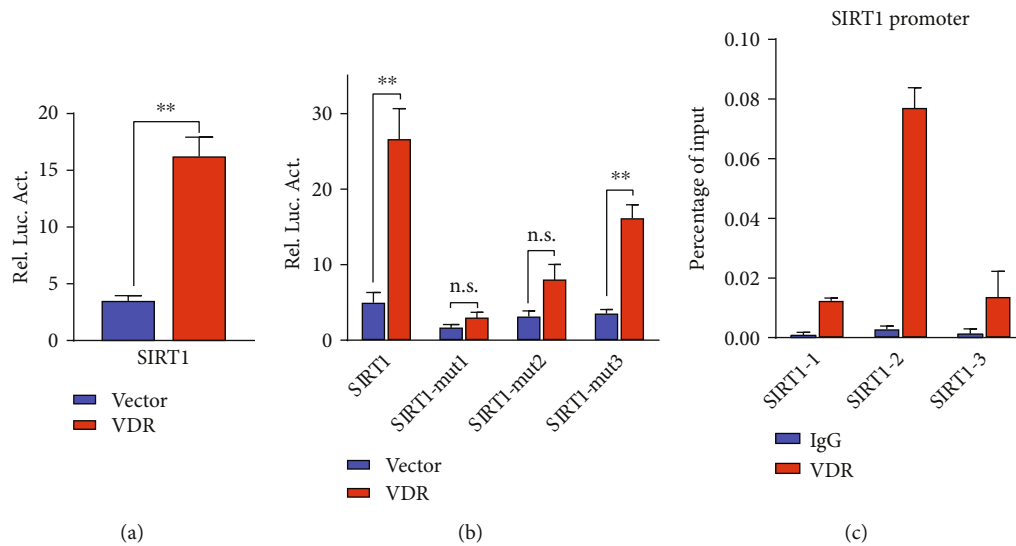 Rel. Luc. Act.
20
15
10
5
0
**
SIRT1
Vector
VDR
(a)
Rel. Luc. Act.
30
20
10
0
**
n.s.
n.s.
**
SIRT1
SIRT1-mut1
SIRT1-mut2
SIRT1-mut3
Vector
VDR
(b)
SIRT1 promoter
Percentage of input
0.10
0.08
0.06
0.04
0.02
0.00
SIRT1-1
SIRT1-2
SIRT1-3
IgG
VDR
(c)